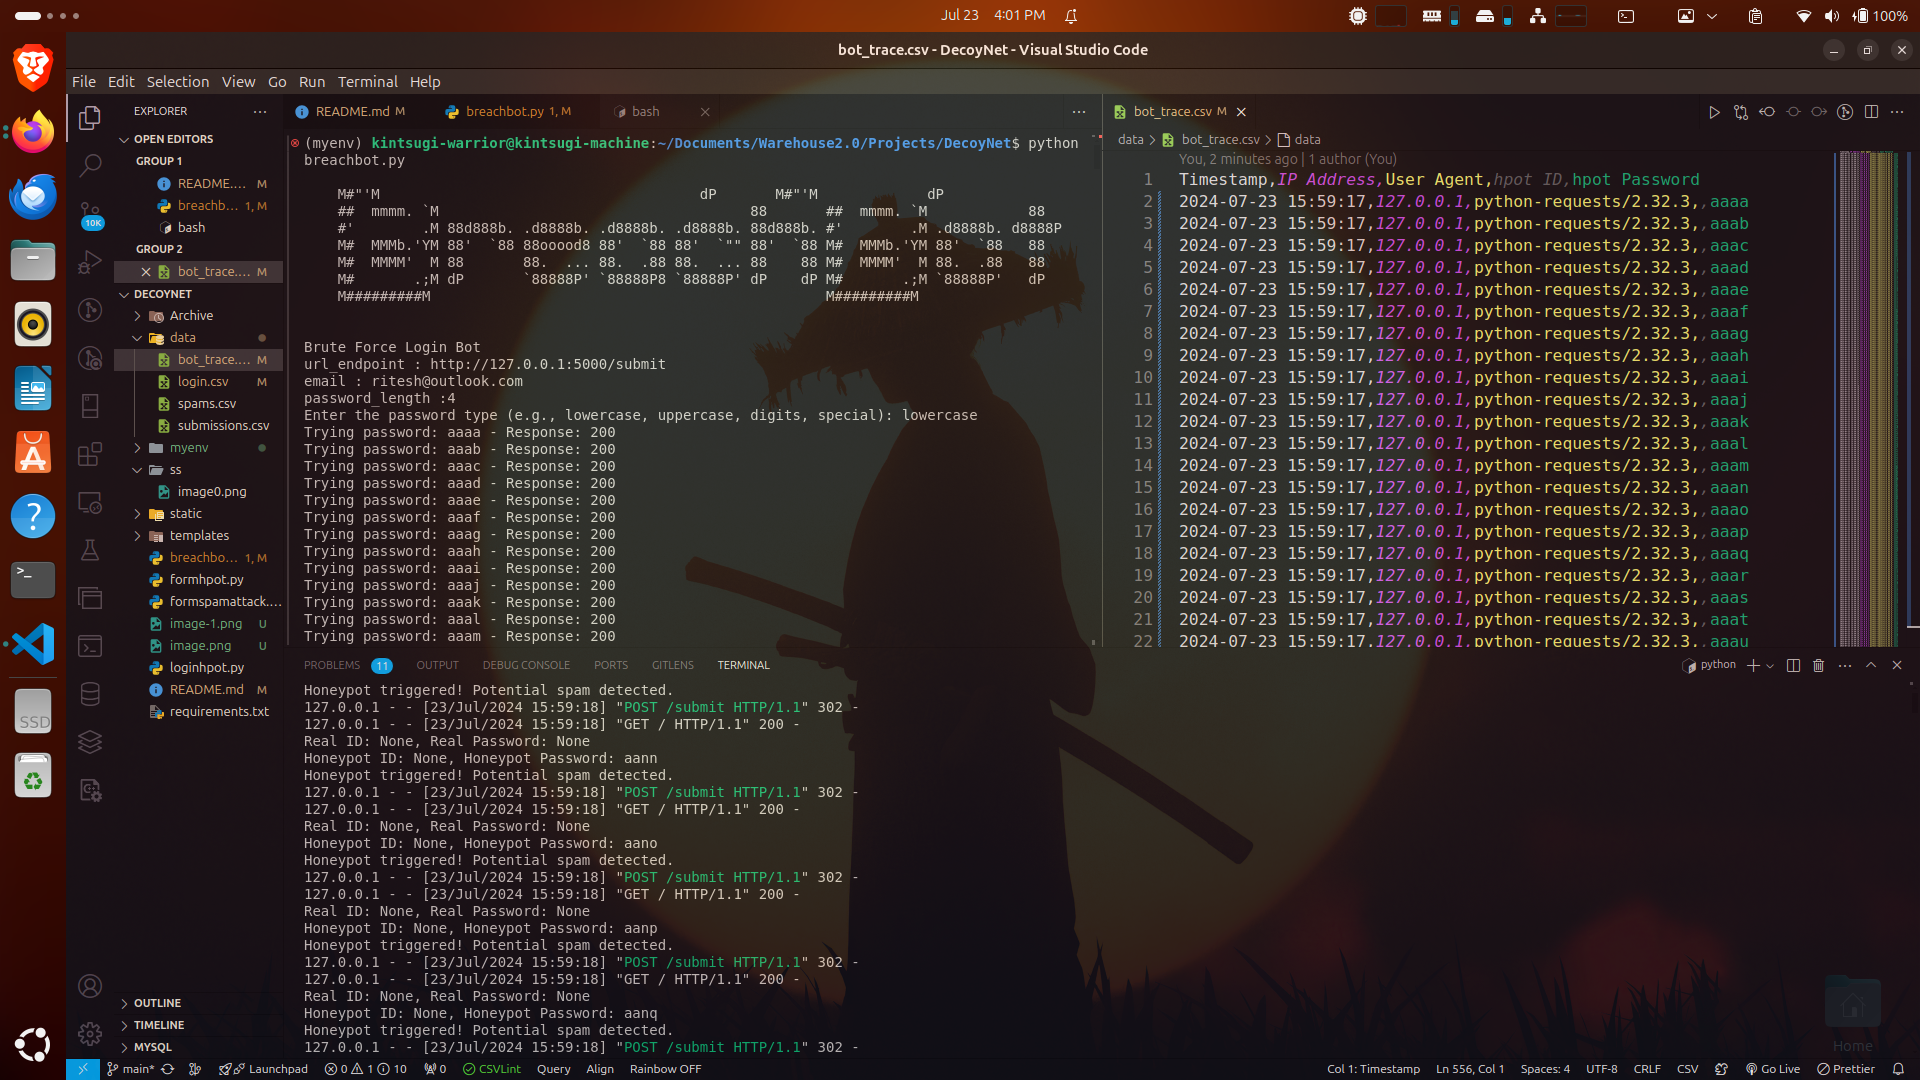 Jul 23 4:01 PM
100%
bot_trace.csv - DecoyNet - Visual Studio Code
File Edit Selection View Go Run Terminal Help
EXPLORER
OPEN EDITORS
GROUP 1
README.... M
breachb... 1, M
bash
GROUP 2
bot_trace.... M
DECOYNET
Archive
data
bot_trace.... M
login.csv M
spams.csv
submissions.csv
myenv
ss
image0.png
static
templates
breachbo... 1, M
formhpot.py
formspamattack....
image-1.png U
image.png U
loginhpot.py
README.md M
requirements.txt
OUTLINE
TIMELINE
MYSQL
10K
SSD
README.md M breachbot.py 1, M bash
(myenv) kintsugi-warrior@kintsugi-machine:~/Documents/Warehouse2.0/Projects/DecoyNet$ python
breachbot.py
M#"'M dP M#"'M dP
## mmmm. `M 88 ## mmmm. `M 88
#' .M 88d888b. .d8888b. .d8888b. .d8888b. 88d888b. #' .M .d8888b. d8888P
M# MMMb.'YM 88' `88 88ooood8 88' `88 88' `"" 88' `88 M# MMMb.'YM 88' `88 88
M# MMMM' M 88 88. ... 88. .88 88. ... 88 88 M# MMMM' M 88. .88 88
M# .;M dP `88888P' `88888P8 `88888P' dP dP M# .;M `88888P' dP
M#########M M#########M
Brute Force Login Bot
url_endpoint : http://127.0.0.1:5000/submit
email : ritesh@outlook.com
password_length :4
Enter the password type (e.g., lowercase, uppercase, digits, special): lowercase
Trying password: aaaa - Response: 200
Trying password: aaab - Response: 200
Trying password: aaac - Response: 200
Trying password: aaad - Response: 200
Trying password: aaae - Response: 200
Trying password: aaaf - Response: 200
Trying password: aaag - Response: 200
Trying password: aaah - Response: 200
Trying password: aaai - Response: 200
Trying password: aaaj - Response: 200
Trying password: aaak - Response: 200
Trying password: aaal - Response: 200
Trying password: aaam - Response: 200
bot_trace.csv M
data > bot_trace.csv > data
You, 2 minutes ago | 1 author (You)
1 Timestamp,IP Address,User Agent,hpot ID,hpot Password
2 2024-07-23 15:59:17,127.0.0.1,python-requests/2.32.3,,aaaa
3 2024-07-23 15:59:17,127.0.0.1,python-requests/2.32.3,,aaab
4 2024-07-23 15:59:17,127.0.0.1,python-requests/2.32.3,,aaac
5 2024-07-23 15:59:17,127.0.0.1,python-requests/2.32.3,,aaad
6 2024-07-23 15:59:17,127.0.0.1,python-requests/2.32.3,,aaae
7 2024-07-23 15:59:17,127.0.0.1,python-requests/2.32.3,,aaaf
8 2024-07-23 15:59:17,127.0.0.1,python-requests/2.32.3,,aaag
9 2024-07-23 15:59:17,127.0.0.1,python-requests/2.32.3,,aaah
10 2024-07-23 15:59:17,127.0.0.1,python-requests/2.32.3,,aaai
11 2024-07-23 15:59:17,127.0.0.1,python-requests/2.32.3,,aaaj
12 2024-07-23 15:59:17,127.0.0.1,python-requests/2.32.3,,aaak
13 2024-07-23 15:59:17,127.0.0.1,python-requests/2.32.3,,aaal
14 2024-07-23 15:59:17,127.0.0.1,python-requests/2.32.3,,aaam
15 2024-07-23 15:59:17,127.0.0.1,python-requests/2.32.3,,aaan
16 2024-07-23 15:59:17,127.0.0.1,python-requests/2.32.3,,aaao
17 2024-07-23 15:59:17,127.0.0.1,python-requests/2.32.3,,aaap
18 2024-07-23 15:59:17,127.0.0.1,python-requests/2.32.3,,aaaq
19 2024-07-23 15:59:17,127.0.0.1,python-requests/2.32.3,,aaar
20 2024-07-23 15:59:17,127.0.0.1,python-requests/2.32.3,,aaas
21 2024-07-23 15:59:17,127.0.0.1,python-requests/2.32.3,,aaat
22 2024-07-23 15:59:17,127.0.0.1,python-requests/2.32.3,,aaau
PROBLEMS 11 OUTPUT DEBUG CONSOLE PORTS GITLENS TERMINAL
python
Honeypot triggered! Potential spam detected.
127.0.0.1 - - [23/Jul/2024 15:59:18] "POST /submit HTTP/1.1" 302 -
127.0.0.1 - - [23/Jul/2024 15:59:18] "GET / HTTP/1.1" 200 -
Real ID: None, Real Password: None
Honeypot ID: None, Honeypot Password: aann
Honeypot triggered! Potential spam detected.
127.0.0.1 - - [23/Jul/2024 15:59:18] "POST /submit HTTP/1.1" 302 -
127.0.0.1 - - [23/Jul/2024 15:59:18] "GET / HTTP/1.1" 200 -
Real ID: None, Real Password: None
Honeypot ID: None, Honeypot Password: aano
Honeypot triggered! Potential spam detected.
127.0.0.1 - - [23/Jul/2024 15:59:18] "POST /submit HTTP/1.1" 302 -
127.0.0.1 - - [23/Jul/2024 15:59:18] "GET / HTTP/1.1" 200 -
Real ID: None, Real Password: None
Honeypot ID: None, Honeypot Password: aanp
Honeypot triggered! Potential spam detected.
127.0.0.1 - - [23/Jul/2024 15:59:18] "POST /submit HTTP/1.1" 302 -
127.0.0.1 - - [23/Jul/2024 15:59:18] "GET / HTTP/1.1" 200 -
Real ID: None, Real Password: None
Honeypot ID: None, Honeypot Password: aanq
Honeypot triggered! Potential spam detected.
127.0.0.1 - - [23/Jul/2024 15:59:18] "POST /submit HTTP/1.1" 302 -
Home
main* Launchpad 0 1 10 0 CSVLint Query Align Rainbow OFF
Col 1: Timestamp Ln 556, Col 1 Spaces: 4 UTF-8 CRLF CSV Go Live Prettier